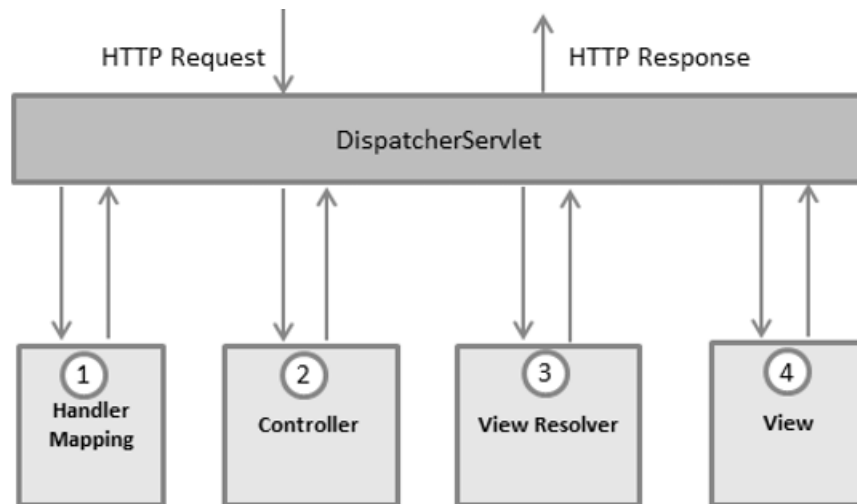 HTTP Request
HTTP Response
DispatcherServlet
1
Handler
Mapping
2
Controller
3
View Resolver
4
View